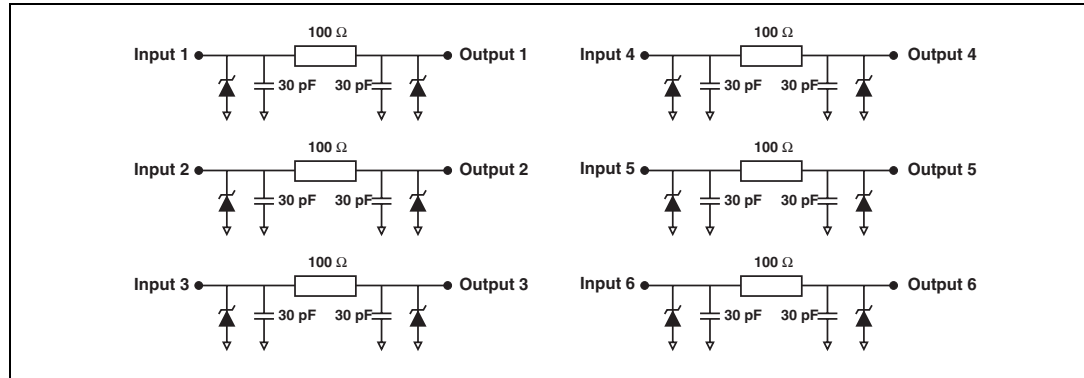 100 Ω
Input 1 Output 1
30 pF 30 pF
100 Ω
Input 2 Output 2
30 pF 30 pF
100 Ω
Input 3 Output 3
30 pF 30 pF
100 Ω
Input 4 Output 4
30 pF 30 pF
100 Ω
Input 5 Output 5
30 pF 30 pF
100 Ω
Input 6 Output 6
30 pF 30 pF